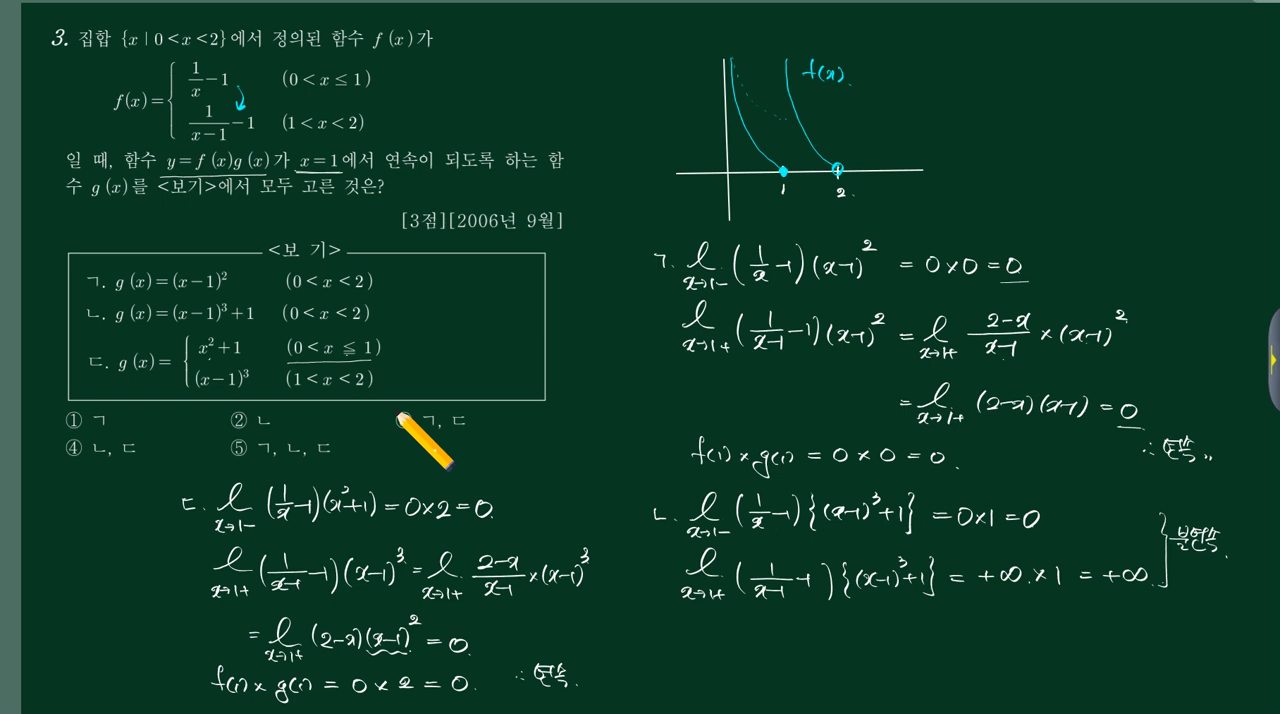 3. 집합 {x | 0 < x < 2}에서 정의된 함수 f(x)가
f(x) = { 1/x − 1 (0 < x ≤ 1)
1/(x−1) − 1 (1 < x < 2)
일 때, 함수 y = f(x)g(x)가 x = 1에서 연속이 되도록 하는 함
수 g(x)를 <보기>에서 모두 고른 것은?
[3점][2006년 9월]
<보 기>
ㄱ. g(x) = (x−1)² (0 < x < 2)
ㄴ. g(x) = (x−1)³ + 1 (0 < x < 2)
ㄷ. g(x) = { x² + 1 (0 < x ≦ 1)
(x−1)³ (1 < x < 2)
① ㄱ ② ㄴ ㄱ, ㄷ
④ ㄴ, ㄷ ⑤ ㄱ, ㄴ, ㄷ
f(x)
1 2
ㄱ. lim x→1− (1/x − 1)(x−1)² = 0×0 = 0
lim x→1+ (1/(x−1) − 1)(x−1)² = lim x→1+ (2−x)/(x−1) × (x−1)²
= lim x→1+ (2−x)(x−1) = 0
∴ 연속
f(1) × g(1) = 0 × 0 = 0.
ㄴ. lim x→1− (1/x − 1){(x−1)³+1} = 0×1 = 0
lim x→1+ (1/(x−1) − 1){(x−1)³+1} = +∞ × 1 = +∞
불연속.
ㄷ. lim x→1− (1/x − 1)(x²+1) = 0×2 = 0.
lim x→1+ (1/(x−1) − 1)(x−1)³ = lim x→1+ (2−x)/(x−1) × (x−1)³
= lim x→1+ (2−x)(x−1)² = 0.
f(1) × g(1) = 0 × 2 = 0. ∴ 연속.